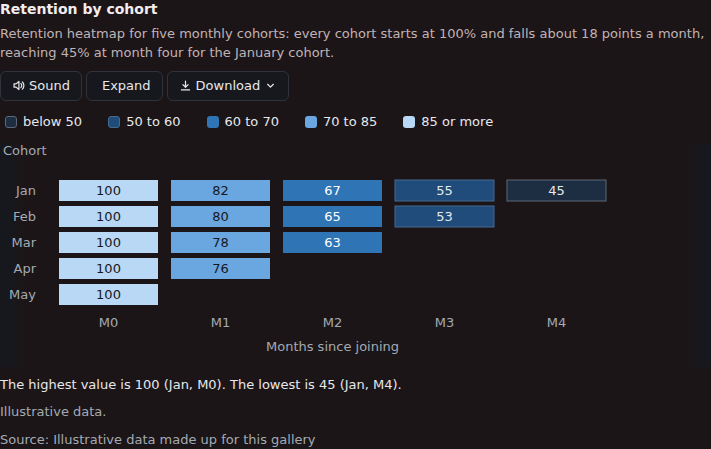 Retention by cohort
Retention heatmap for five monthly cohorts: every cohort starts at 100% and falls about 18 points a month,
reaching 45% at month four for the January cohort.
Sound Expand Download
below 50 50 to 60 60 to 70 70 to 85 85 or more
Cohort
Jan 100 82 67 55 45
Feb 100 80 65 53
Mar 100 78 63
Apr 100 76
May 100
M0 M1 M2 M3 M4
Months since joining
The highest value is 100 (Jan, M0). The lowest is 45 (Jan, M4).
Illustrative data.
Source: Illustrative data made up for this gallery